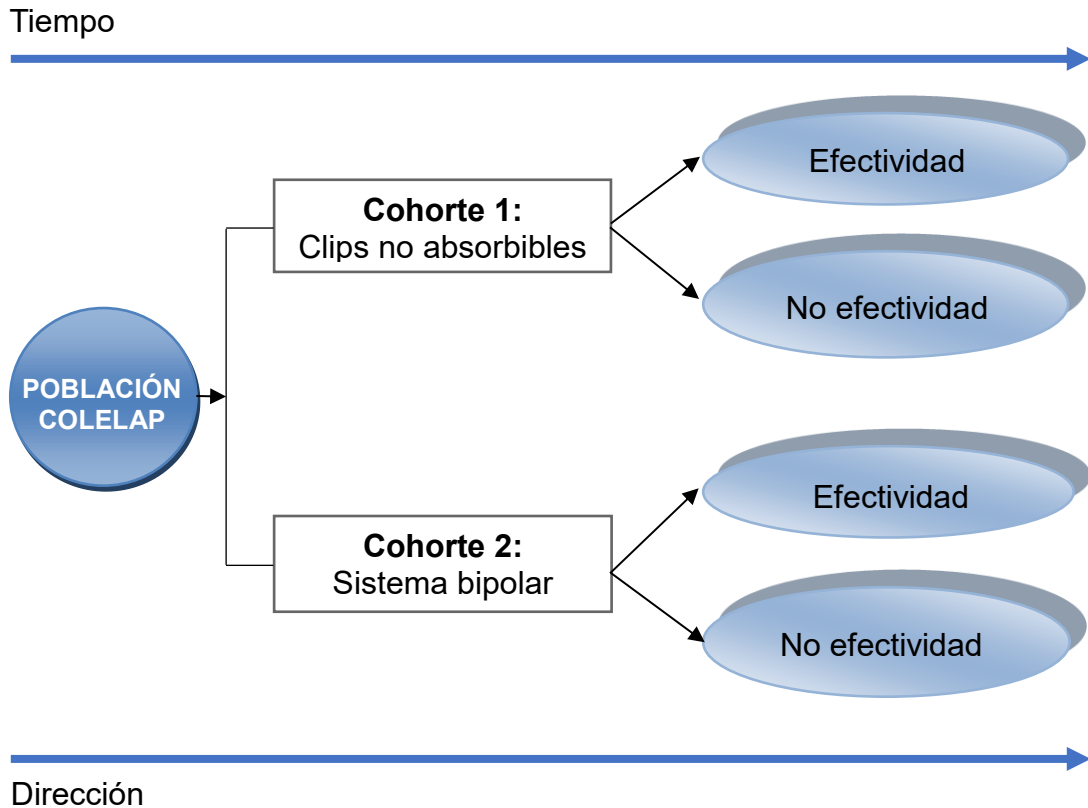 Tiempo
Efectividad
Cohorte 1:
Clips no absorbibles
No efectividad
POBLACIÓN
COLELAP
Efectividad
Cohorte 2:
Sistema bipolar
No efectividad
Dirección